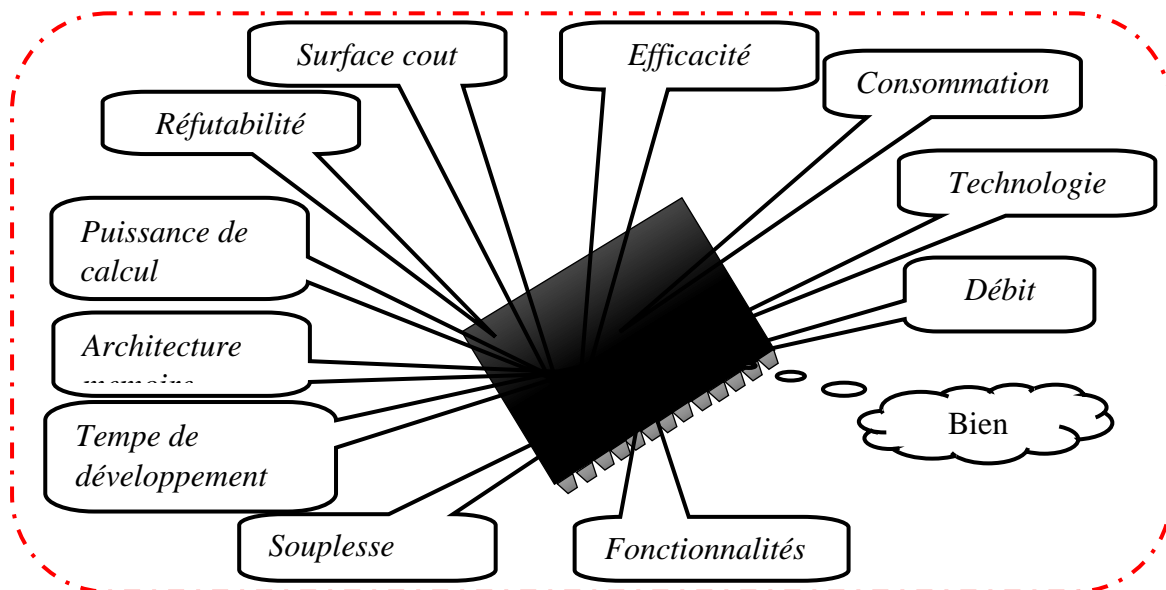 Surface cout
Efficacité
Consommation
Réfutabilité
Technologie
Puissance de
calcul
Débit
Architecture
Tempe de
développement
Bien
Souplesse
Fonctionnalités